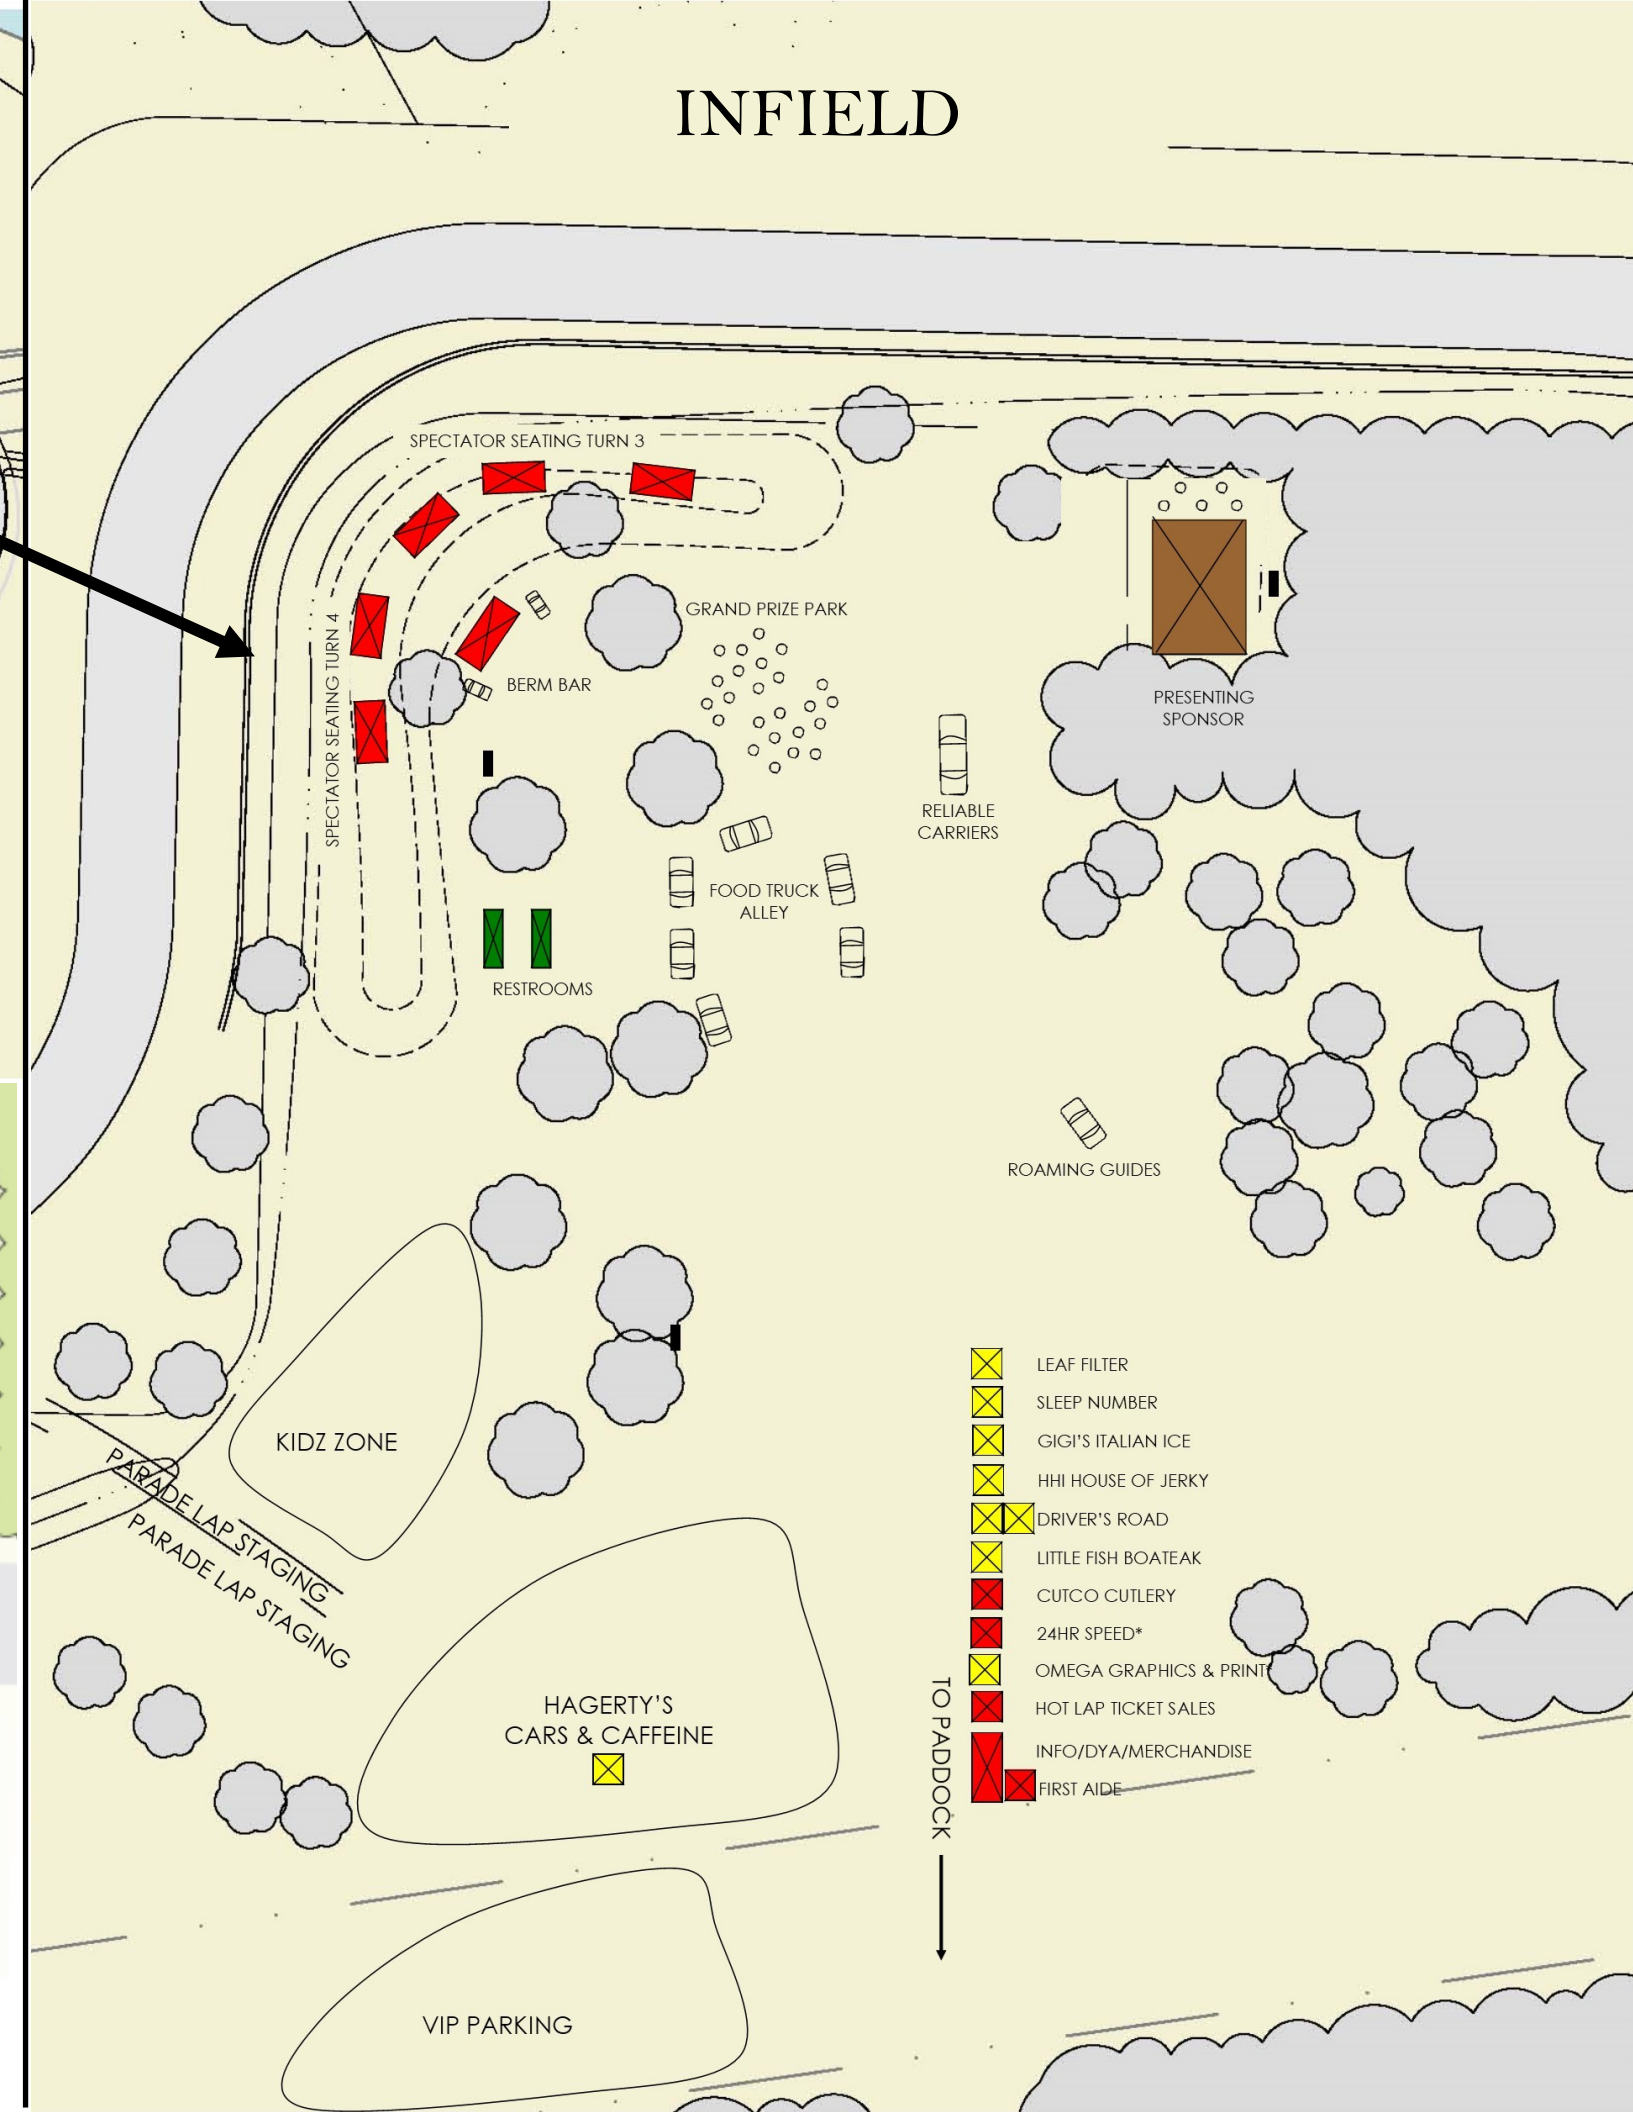 INFIELD
SPECTATOR SEATING TURN 3
SPECTATOR SEATING TURN 4
GRAND PRIZE PARK
BERM BAR
PRESENTING
SPONSOR
RELIABLE
CARRIERS
FOOD TRUCK
ALLEY
RESTROOMS
ROAMING GUIDES
KIDZ ZONE
PARADE LAP STAGING
PARADE LAP STAGING
LEAF FILTER
SLEEP NUMBER
GIGI'S ITALIAN ICE
HHI HOUSE OF JERKY
DRIVER'S ROAD
LITTLE FISH BOATEAK
CUTCO CUTLERY
24HR SPEED*
OMEGA GRAPHICS & PRINT*
HOT LAP TICKET SALES
INFO/DYA/MERCHANDISE
FIRST AIDE
TO PADDOCK
HAGERTY'S
CARS & CAFFEINE
VIP PARKING